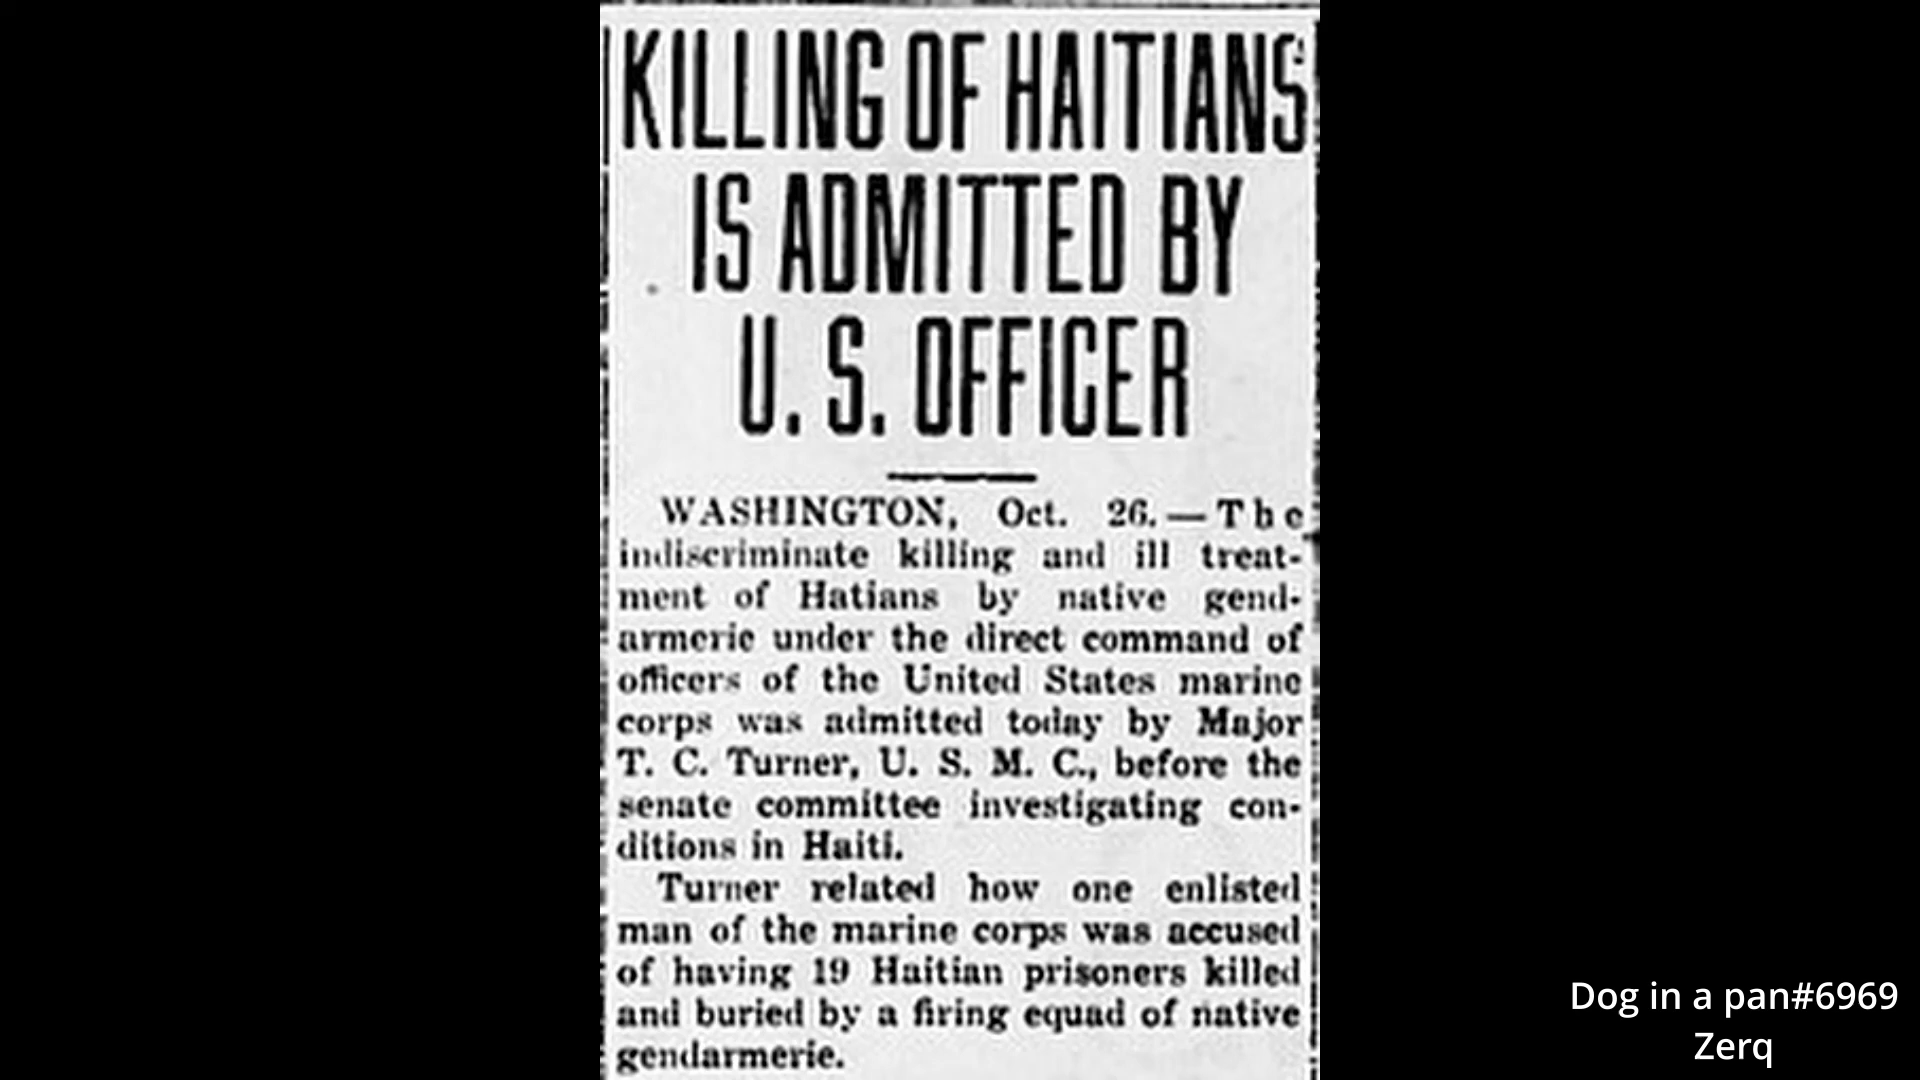 KILLING OF HAITIANS
IS ADMITTED BY
U. S. OFFICER
WASHINGTON, Oct. 26.—The
indiscriminate killing and ill treat-
ment of Hatians by native gend-
armerie under the direct command of
officers of the United States marine
corps was admitted today by Major
T. C. Turner, U. S. M. C., before the
senate committee investigating con-
ditions in Haiti.
Turner related how one enlisted
man of the marine corps was accused
of having 19 Haitian prisoners killed
and buried by a firing equad of native
gendarmerie.
Dog in a pan#6969
Zerq